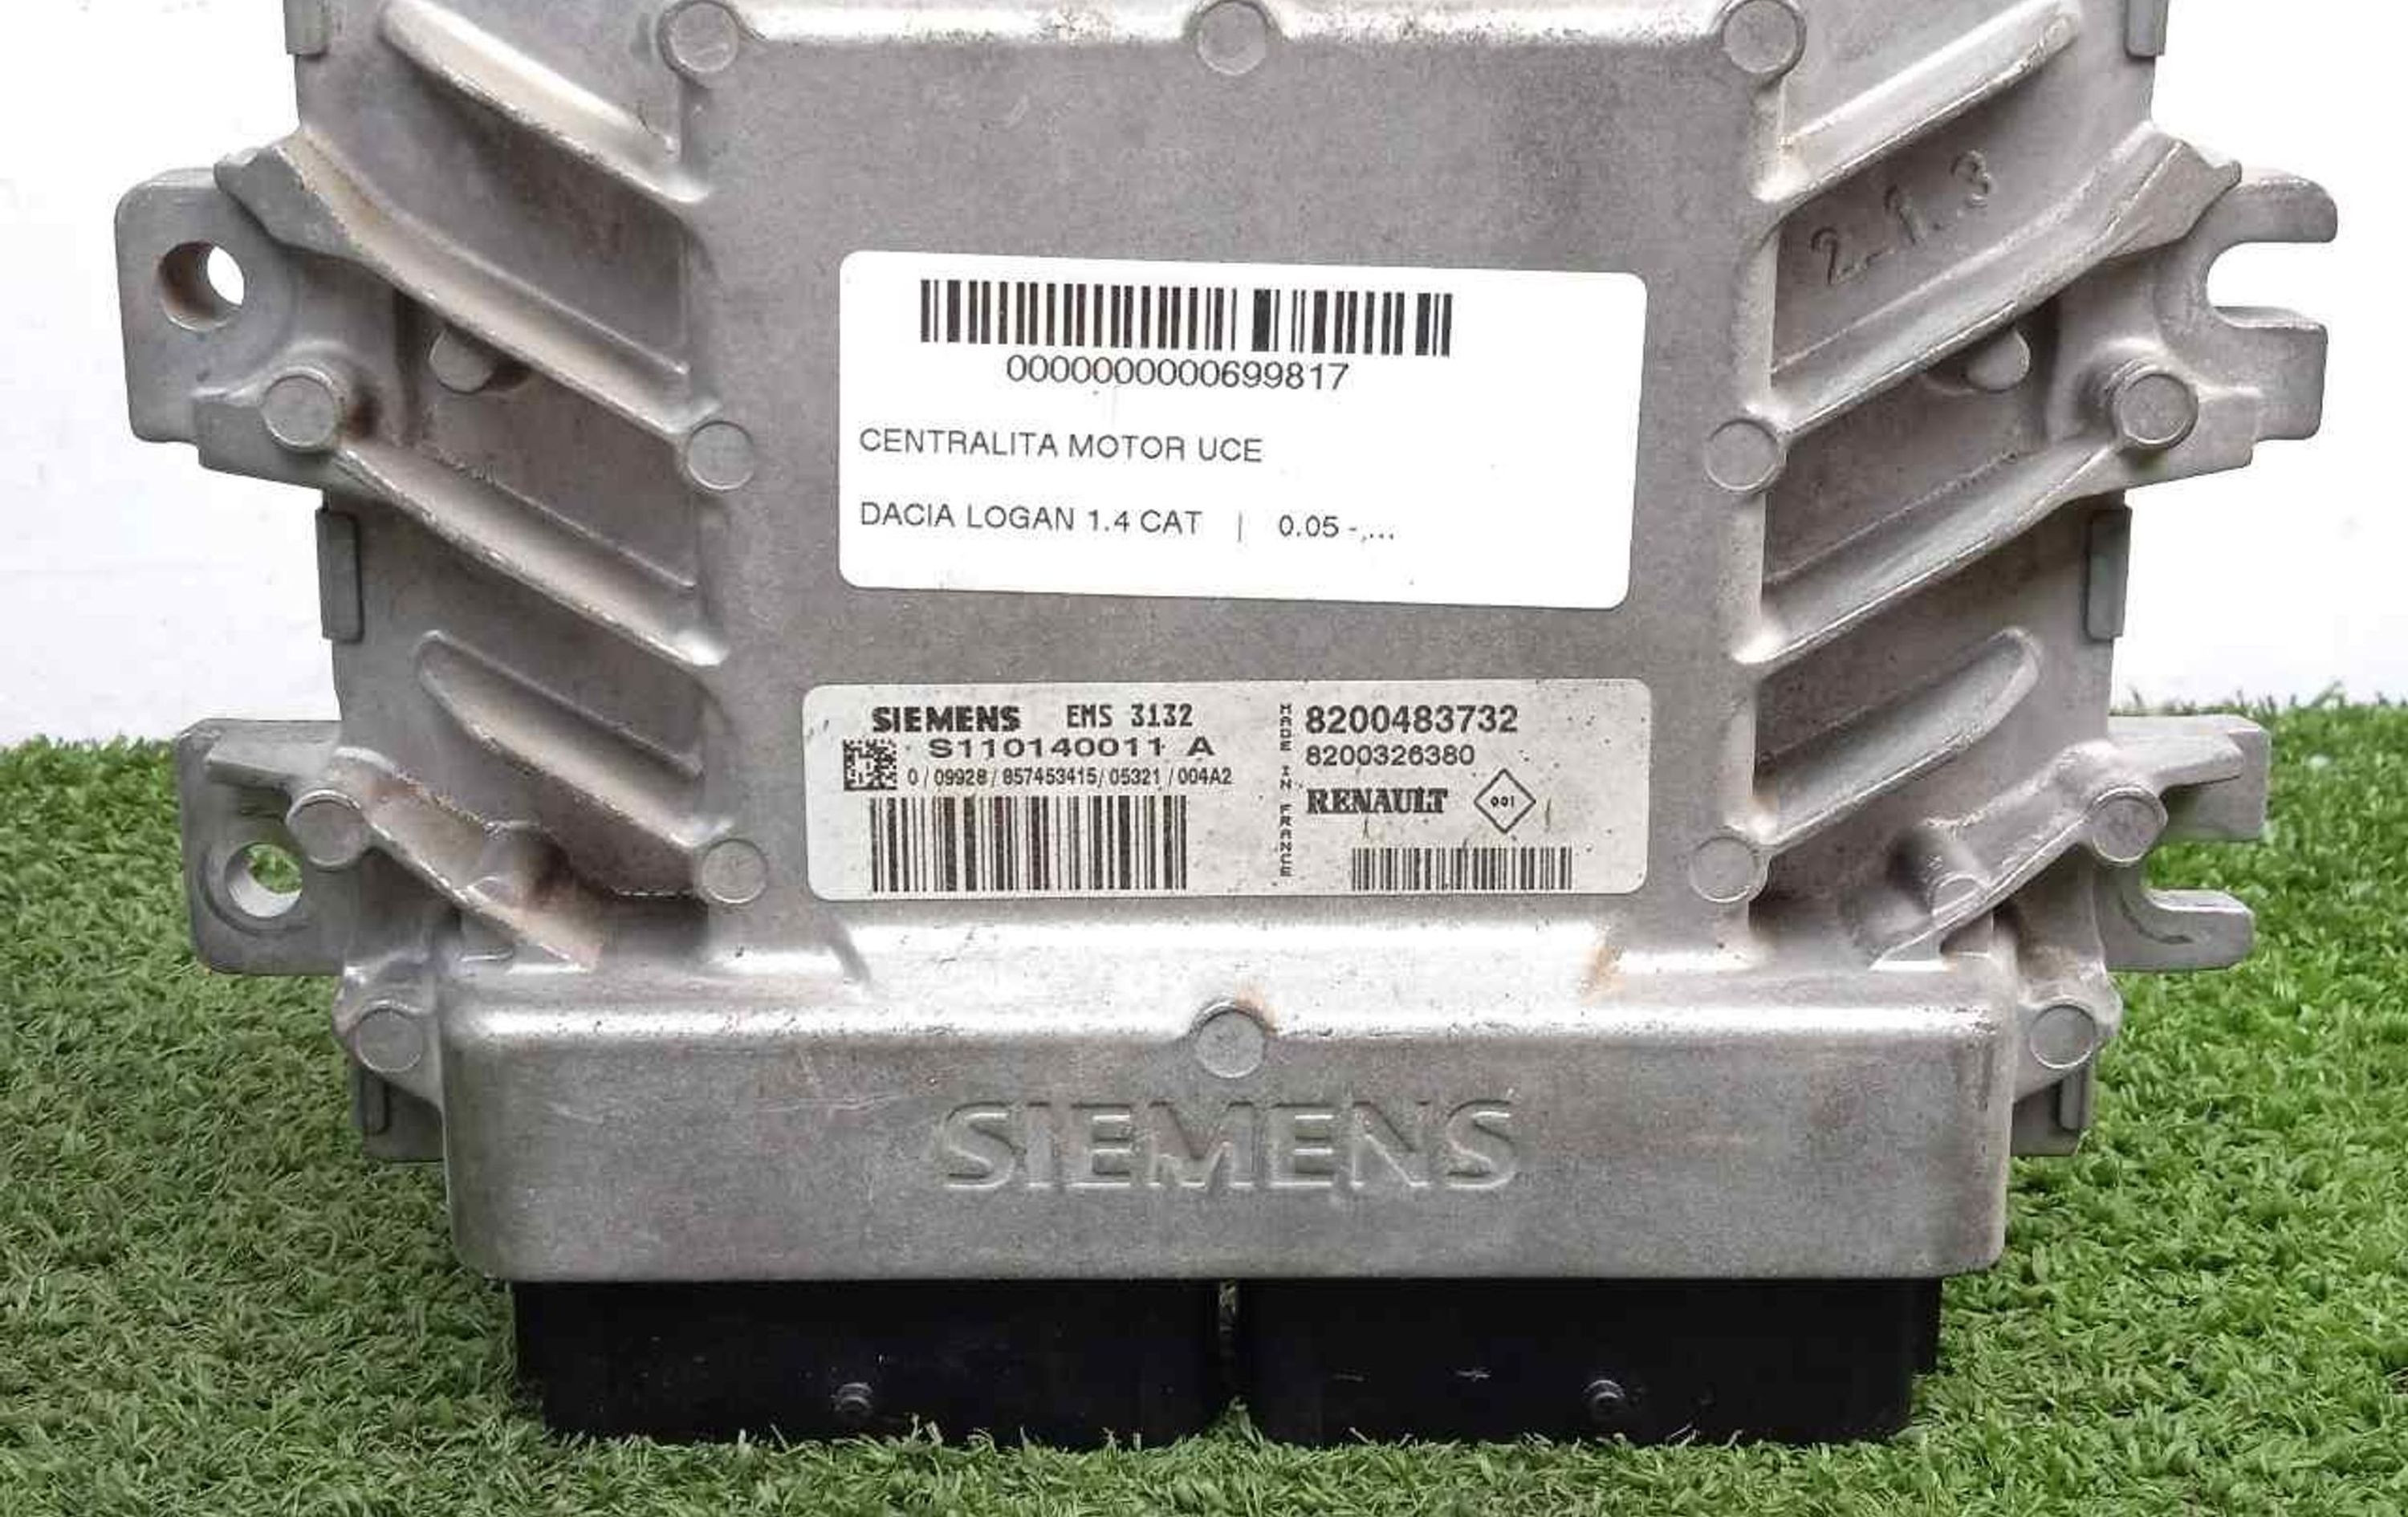 2-1.3
0000000000699817
CENTRALITA MOTOR UCE
DACIA LOGAN 1.4 CAT | 0.05 -,...
SIEMENS EMS 3132
S110140011 A
0 / 09928 / 857453415 / 05321 / 004A2
MADE IN FRANCE
8200483732
8200326380
RENAULT 001
SIEMENS